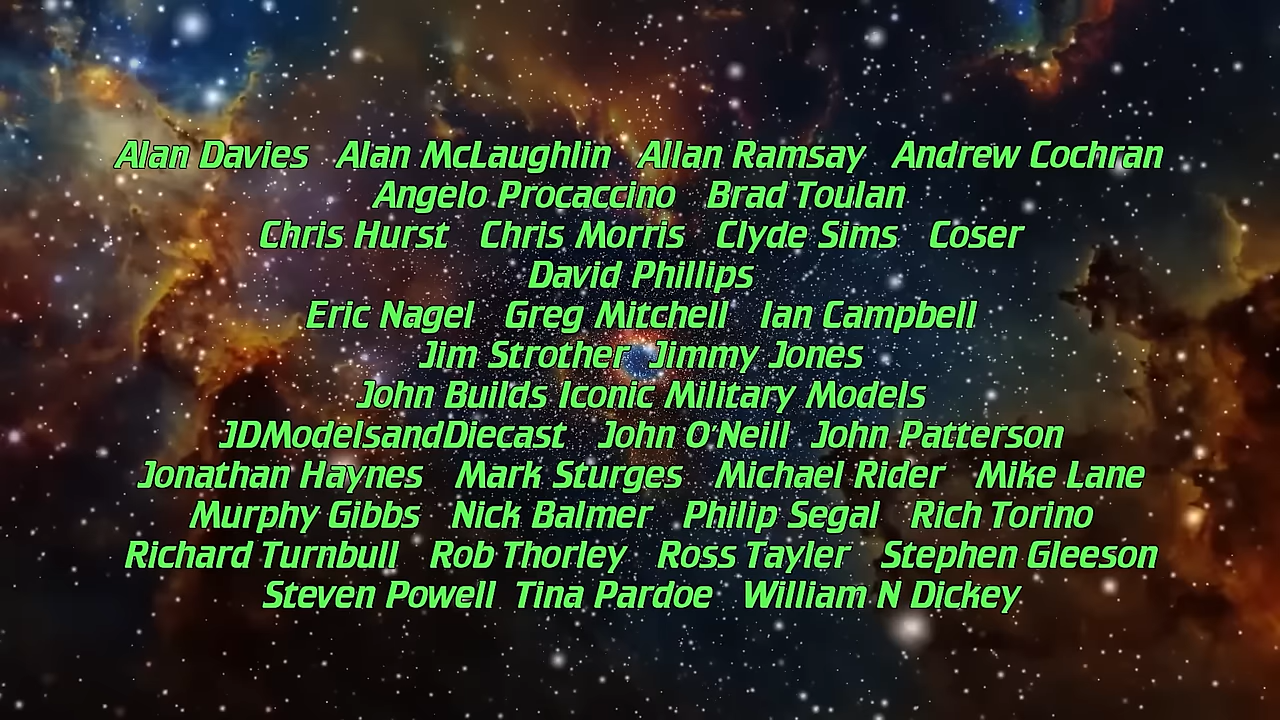 Alan Davies Alan McLaughlin Allan Ramsay Andrew Cochran
Angelo Procaccino Brad Toulan
Chris Hurst Chris Morris Clyde Sims Coser
David Phillips
Eric Nagel Greg Mitchell Ian Campbell
Jim Strother Jimmy Jones
John Builds Iconic Military Models
JDModelsandDiecast John O'Neill John Patterson
Jonathan Haynes Mark Sturges Michael Rider Mike Lane
Murphy Gibbs Nick Balmer Philip Segal Rich Torino
Richard Turnbull Rob Thorley Ross Tayler Stephen Gleeson
Steven Powell Tina Pardoe William N Dickey